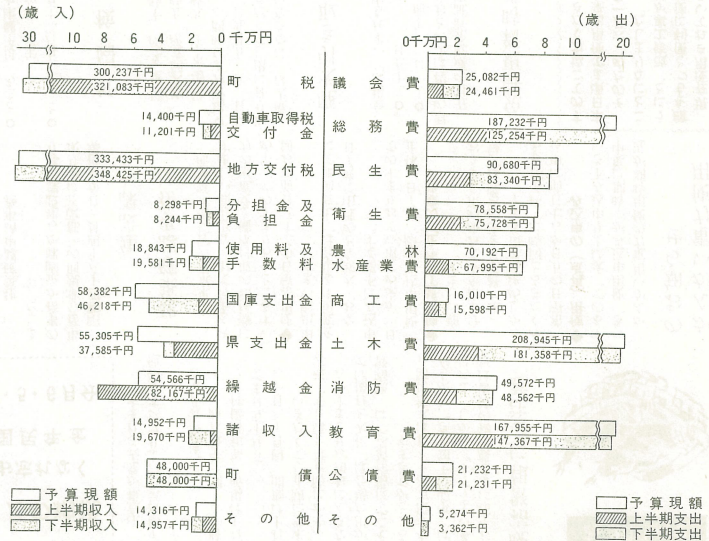 （歳 入）
30 10 8 6 4 2 0 千万円
300,237千円
321,083千円
町税
14,400千円
11,201千円
自動車取得税
交付金
333,433千円
348,425千円
地方交付税
8,298千円
8,244千円
分担金及
負担金
18,843千円
19,581千円
使用料及
手数料
58,382千円
46,218千円
国庫支出金
55,305千円
37,585千円
県支出金
54,566千円
82,167千円
繰越金
14,952千円
19,670千円
諸収入
48,000千円
48,000千円
町債
14,316千円
14,957千円
その他
予算現額
上半期収入
下半期収入
（歳 出）
0千万円 2 4 6 8 10 20
議会費
25,082千円
24,461千円
総務費
187,232千円
125,254千円
民生費
90,680千円
83,340千円
衛生費
78,558千円
75,728千円
農林
水産業費
70,192千円
67,995千円
商工費
16,010千円
15,598千円
土木費
208,945千円
181,358千円
消防費
49,572千円
48,562千円
教育費
167,955千円
147,367千円
公債費
21,232千円
21,231千円
その他
5,274千円
3,362千円
予算現額
上半期支出
下半期支出